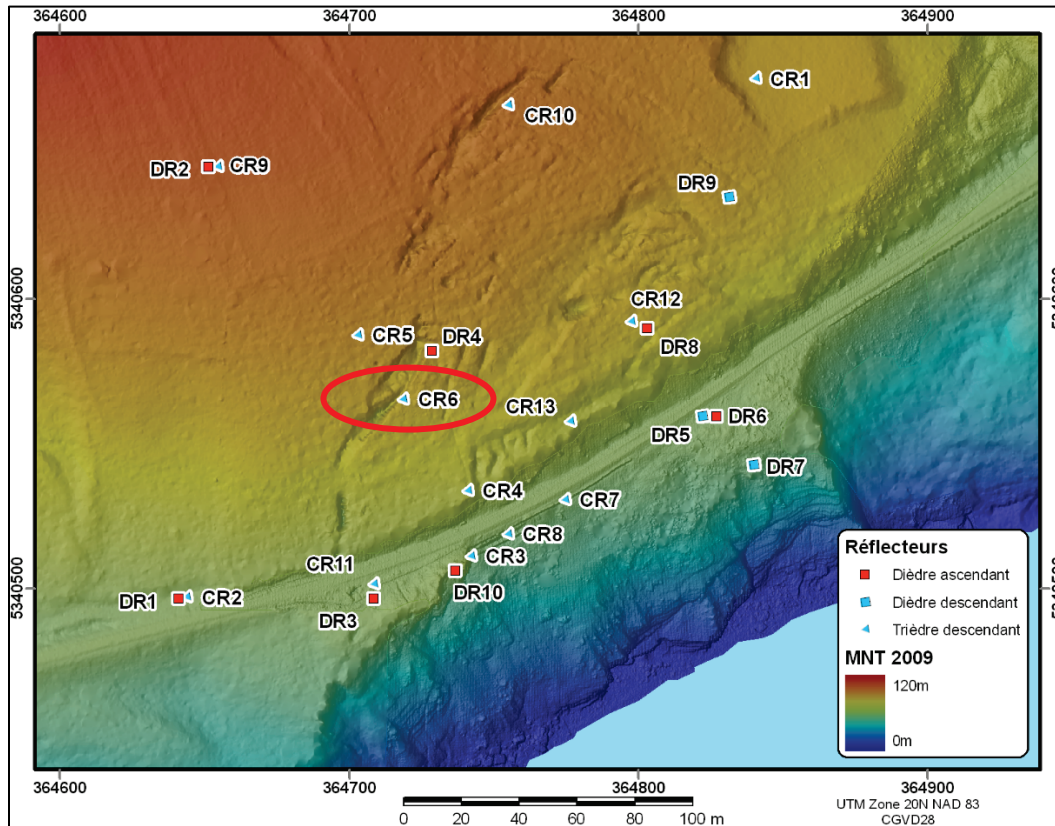 364600 364700 364800 364900
CR1
CR10
DR2 CR9
DR9
5340600
CR12
CR5 DR4
DR8
CR6
CR13
DR5 DR6
DR7
CR4
CR7
CR8
CR11 CR3
5340500
DR1 CR2
DR3
DR10
Réflecteurs
Dièdre ascendant
Dièdre descendant
Trièdre descendant
MNT 2009
120m
0m
364600 364700 364800 364900
0 20 40 60 80 100 m
UTM Zone 20N NAD 83
CGVD28